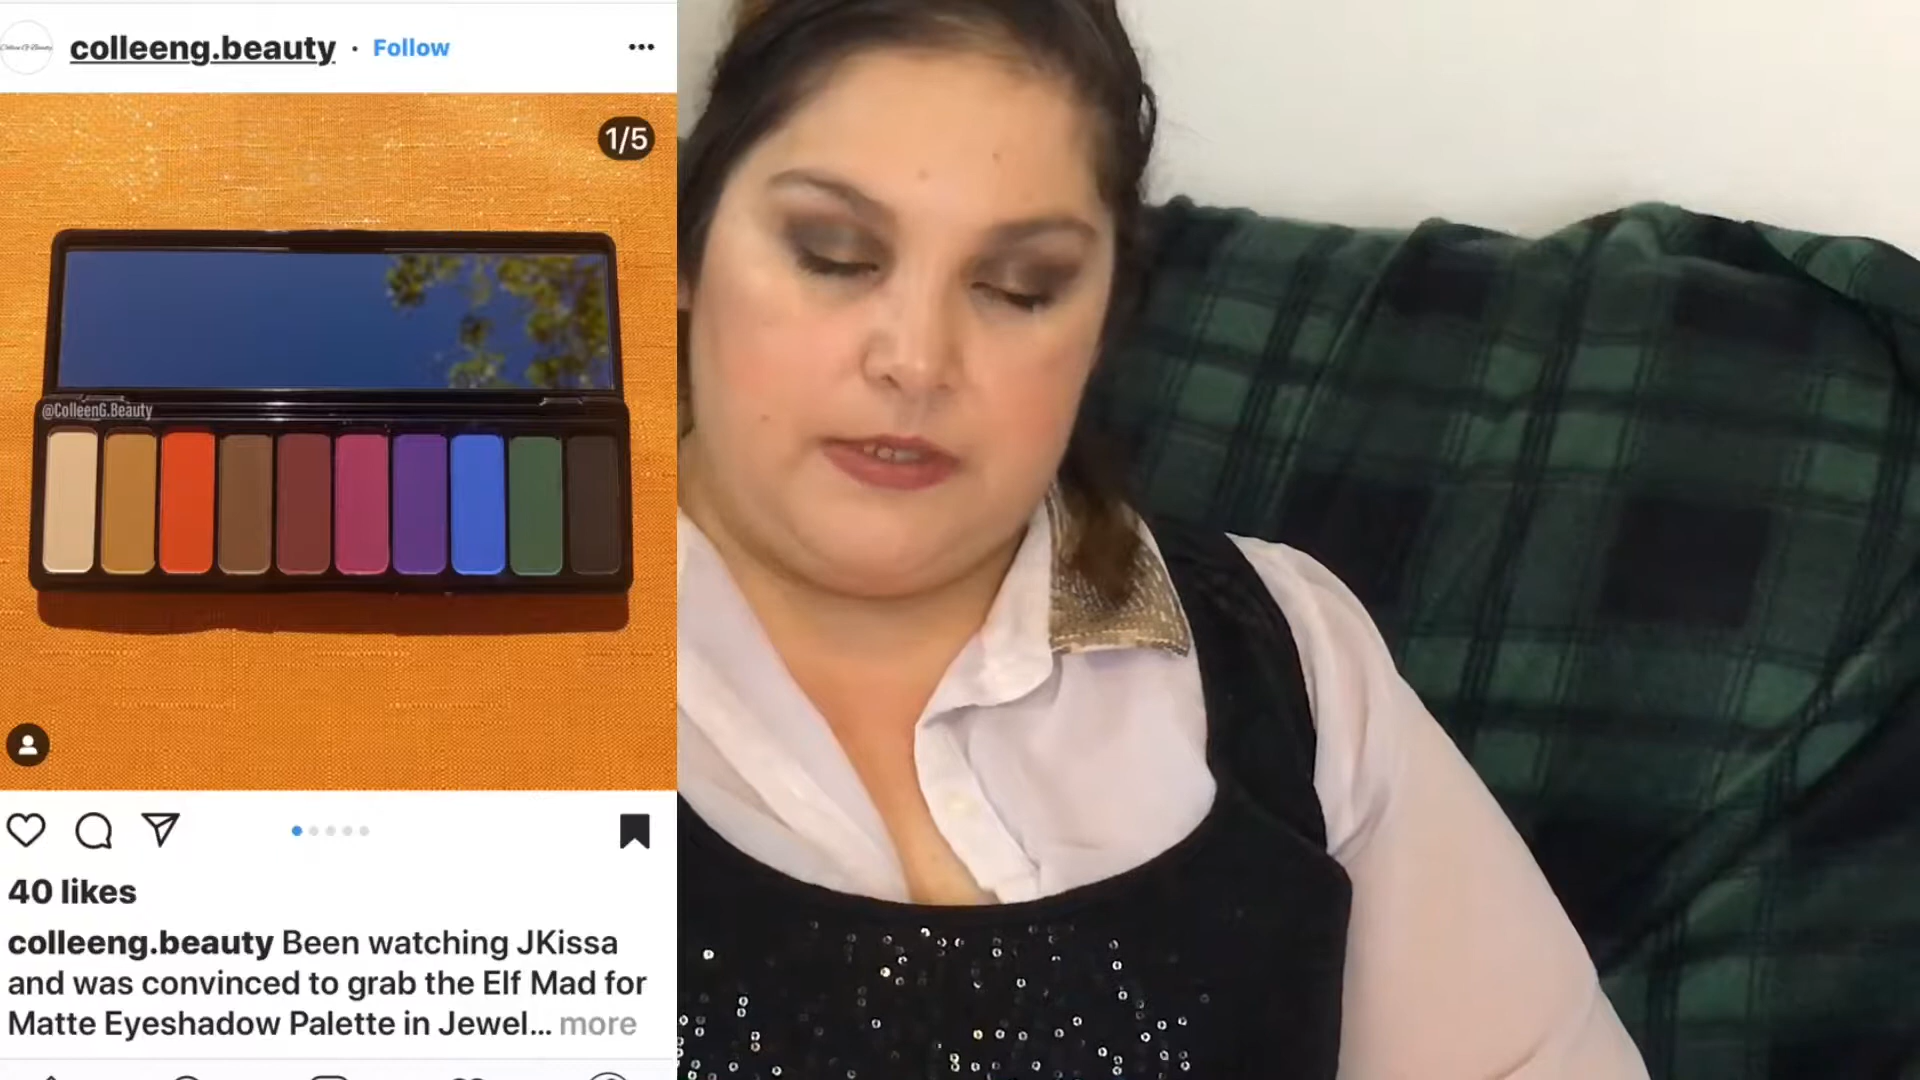 colleeng.beauty · Follow
1/5
@ColleenG.Beauty
40 likes
colleeng.beauty Been watching JKissa
and was convinced to grab the Elf Mad for
Matte Eyeshadow Palette in Jewel... more